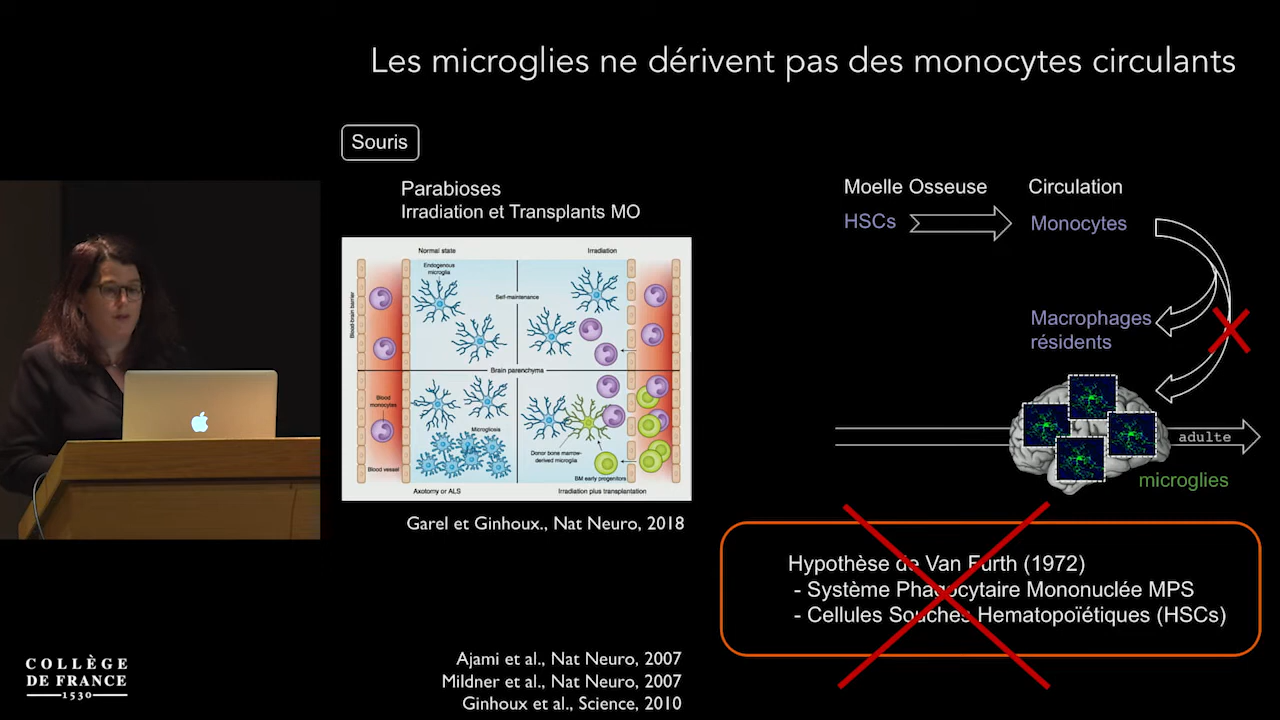 Les microglies ne dérivent pas des monocytes circulants
Souris
Parabioses
Irradiation et Transplants MO
Normal state
Irradiation
Endogenous
microglia
Self-maintenance
Blood-brain barrier
Brain parenchyma
Blood
monocytes
Microgliosis
Donor bone marrow-
derived microglia
Blood vessel
BM early progenitors
Axotomy or ALS
Irradiation plus transplantation
Garel et Ginhoux., Nat Neuro, 2018
Moelle Osseuse
Circulation
HSCs
Monocytes
Macrophages
résidents
adulte
microglies
Hypothèse de Van Furth (1972)
- Système Phagocytaire Mononuclée MPS
- Cellules Souches Hematopoïétiques (HSCs)
Ajami et al., Nat Neuro, 2007
Mildner et al., Nat Neuro, 2007
Ginhoux et al., Science, 2010
COLLÈGE
DE FRANCE
1530